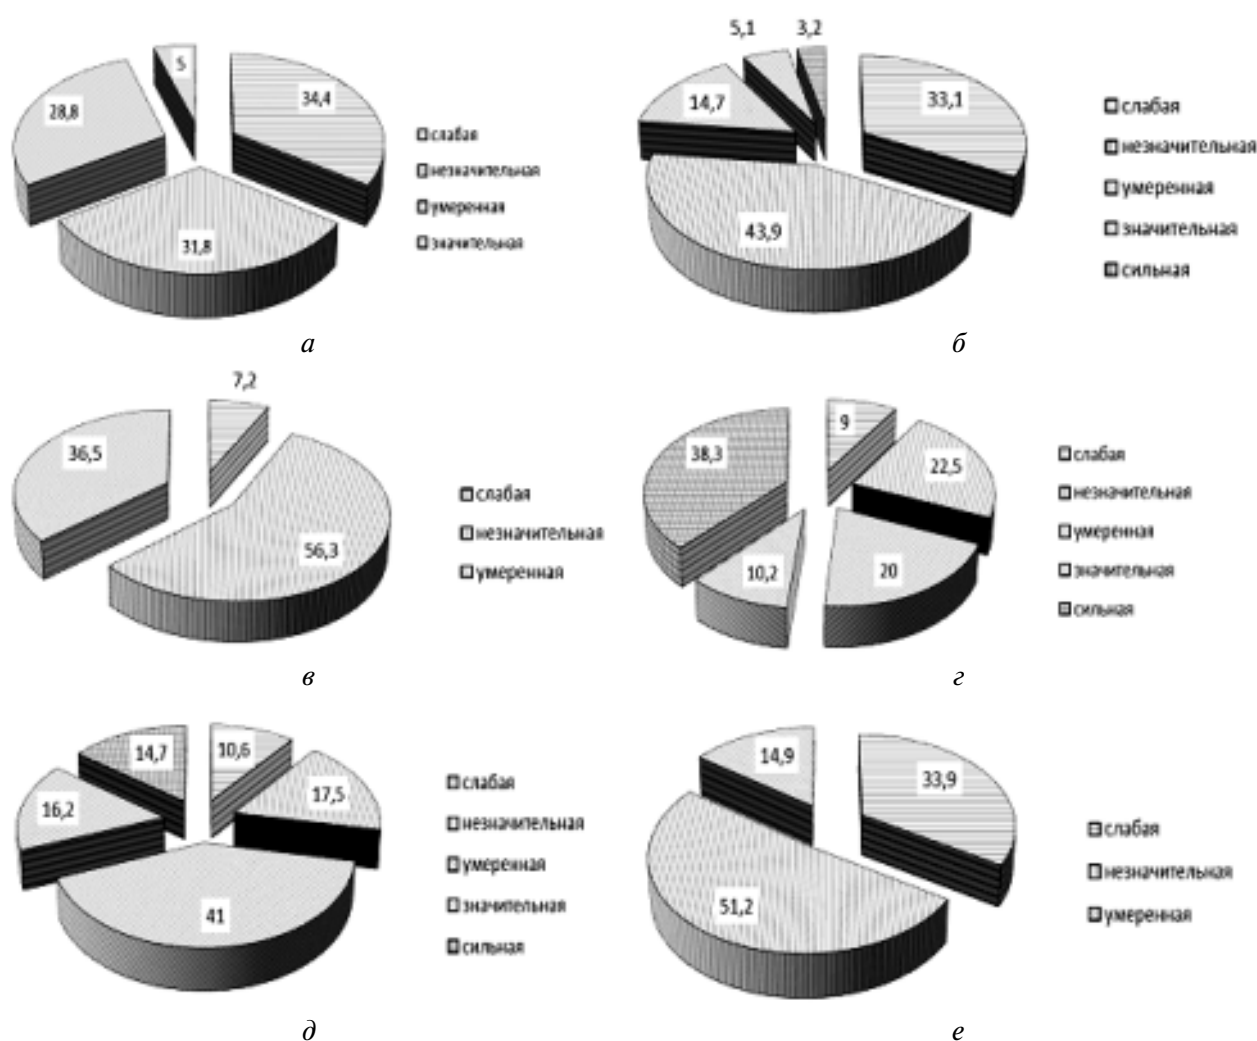 5
34,4
28,8
31,8
слабая
незначительная
умеренная
значительная
а
5,1
3,2
14,7
33,1
43,9
слабая
незначительная
умеренная
значительная
сильная
б
7,2
36,5
56,3
слабая
незначительная
умеренная
в
38,3
9
22,5
10,2
20
слабая
незначительная
умеренная
значительная
сильная
г
14,7
10,6
16,2
17,5
41
слабая
незначительная
умеренная
значительная
сильная
д
14,9
33,9
51,2
слабая
незначительная
умеренная
е